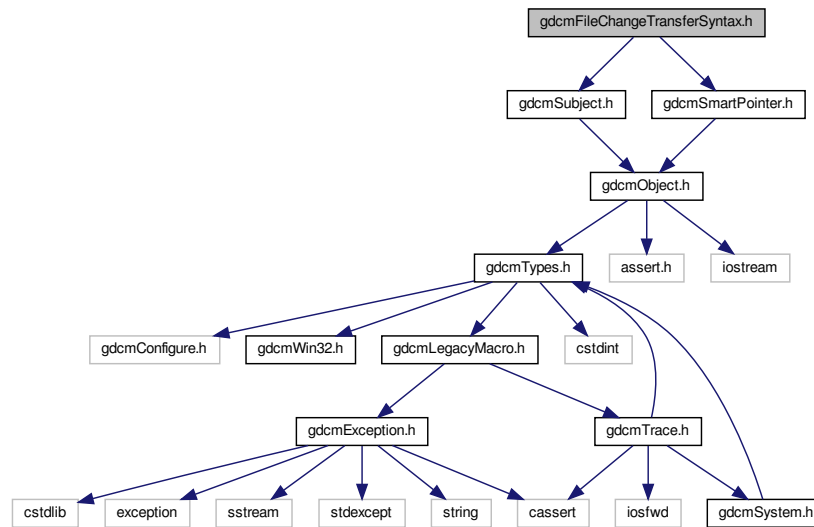 gdcmFileChangeTransferSyntax.h
gdcmSubject.h
gdcmSmartPointer.h
gdcmObject.h
gdcmTypes.h
assert.h
iostream
gdcmConfigure.h
gdcmWin32.h
gdcmLegacyMacro.h
cstdint
gdcmException.h
gdcmTrace.h
cstdlib
exception
sstream
stdexcept
string
cassert
iosfwd
gdcmSystem.h